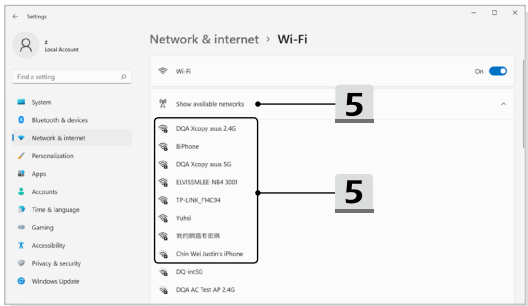 Settings
z
Local Account
Find a setting
System
Bluetooth & devices
Network & internet
Personalization
Apps
Accounts
Time & language
Gaming
Accessibility
Privacy & security
Windows Update
Network & internet > Wi-Fi
Wi-Fi
On
Show available networks
5
DQA Xcopy asus 2.4G
BiPhone
DQA Xcopy asus 5G
ELVISSMLEE-NB4 3001
TP-LINK_F14C94
Yuhsi
我的網路有密碼
Chin Wei Justin's iPhone
5
DQ-int5G
DQA AC Test AP 2.4G